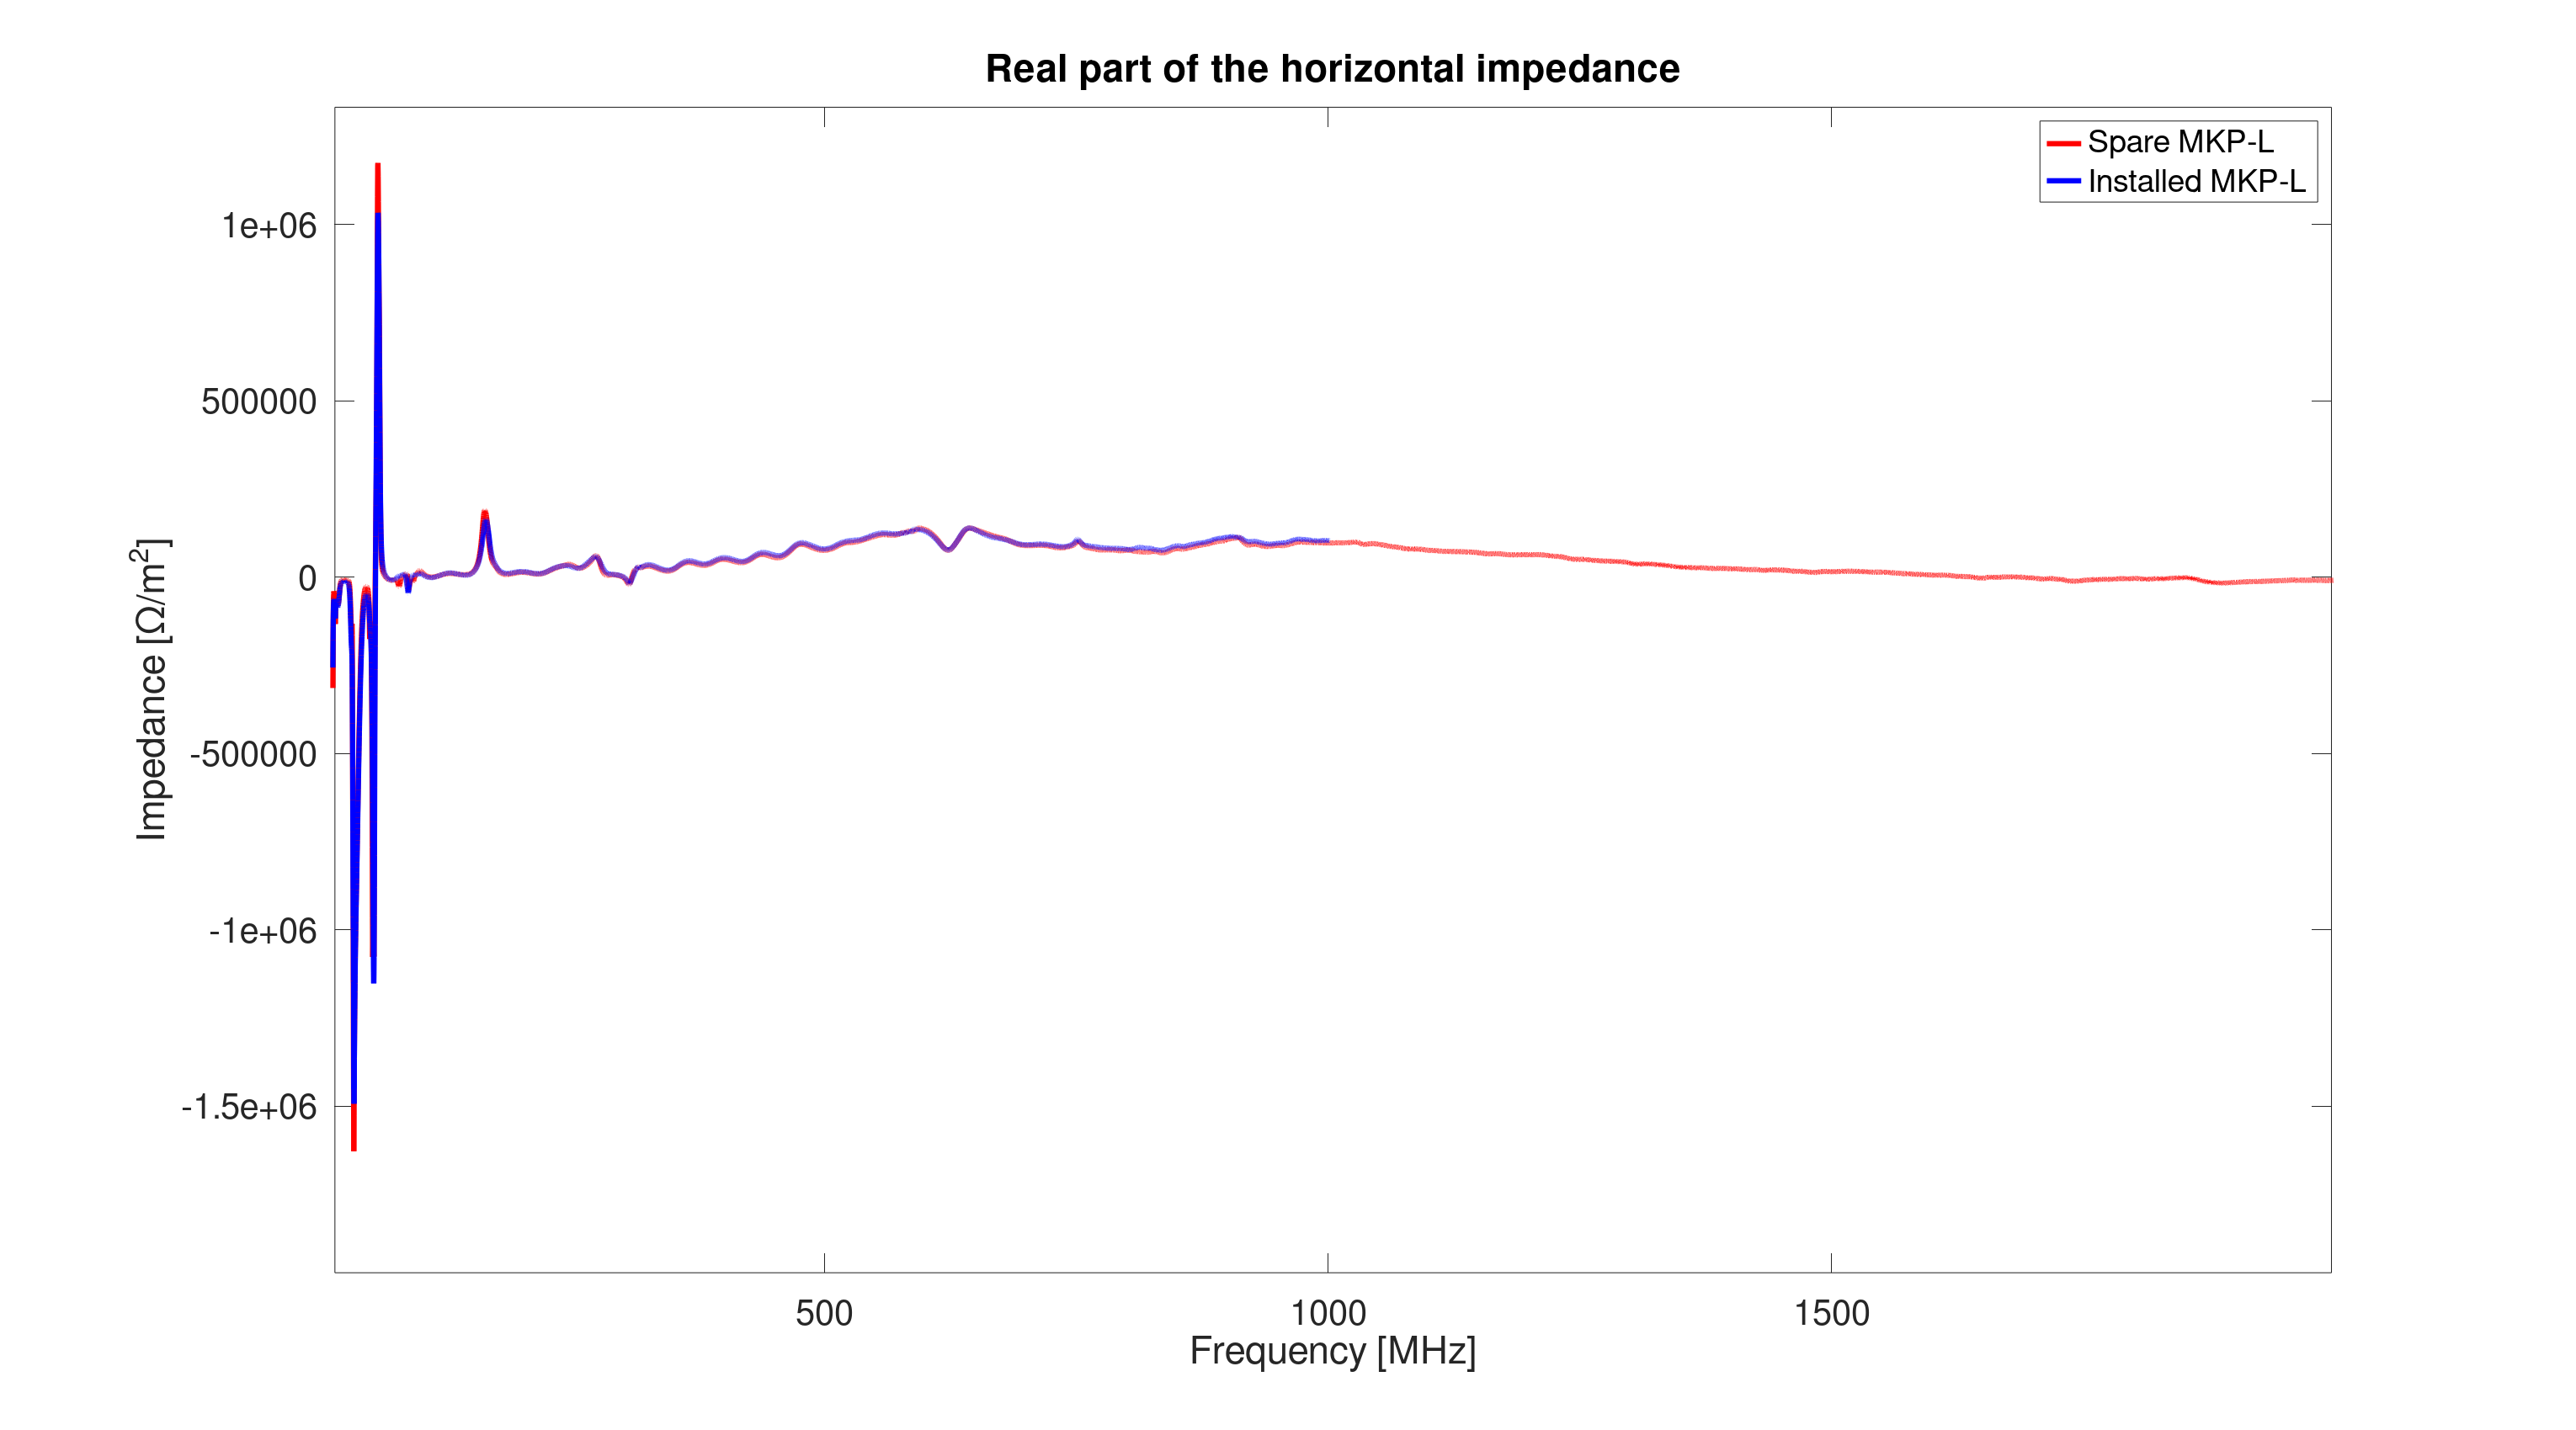 Real part of the horizontal impedance
Spare MKP-L
Installed MKP-L
1e+06
500000
0
-500000
-1e+06
-1.5e+06
Impedance [Ω/m²]
500
1000
1500
Frequency [MHz]